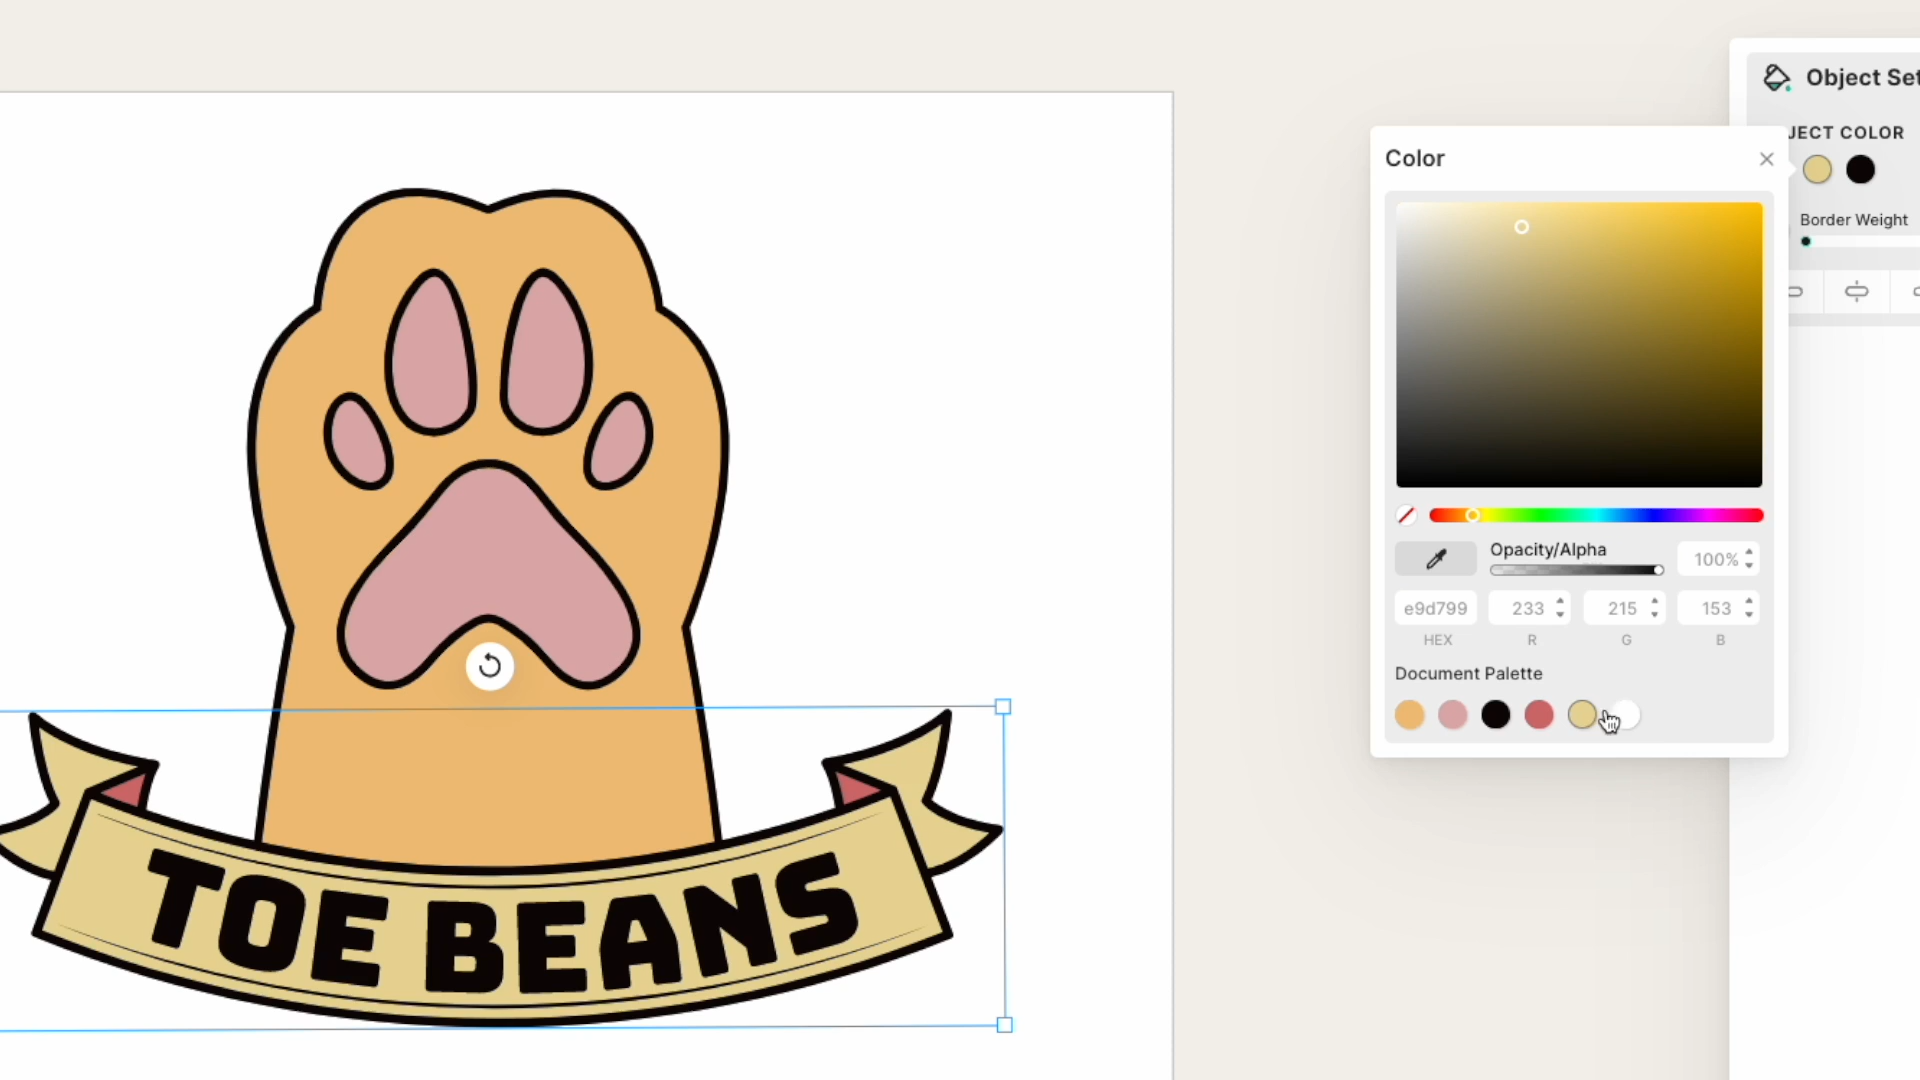 Object Set
JECT COLOR
Color
Border Weight
Opacity/Alpha
100%
e9d799 233 215 153
HEX R G B
Document Palette
TOE BEANS